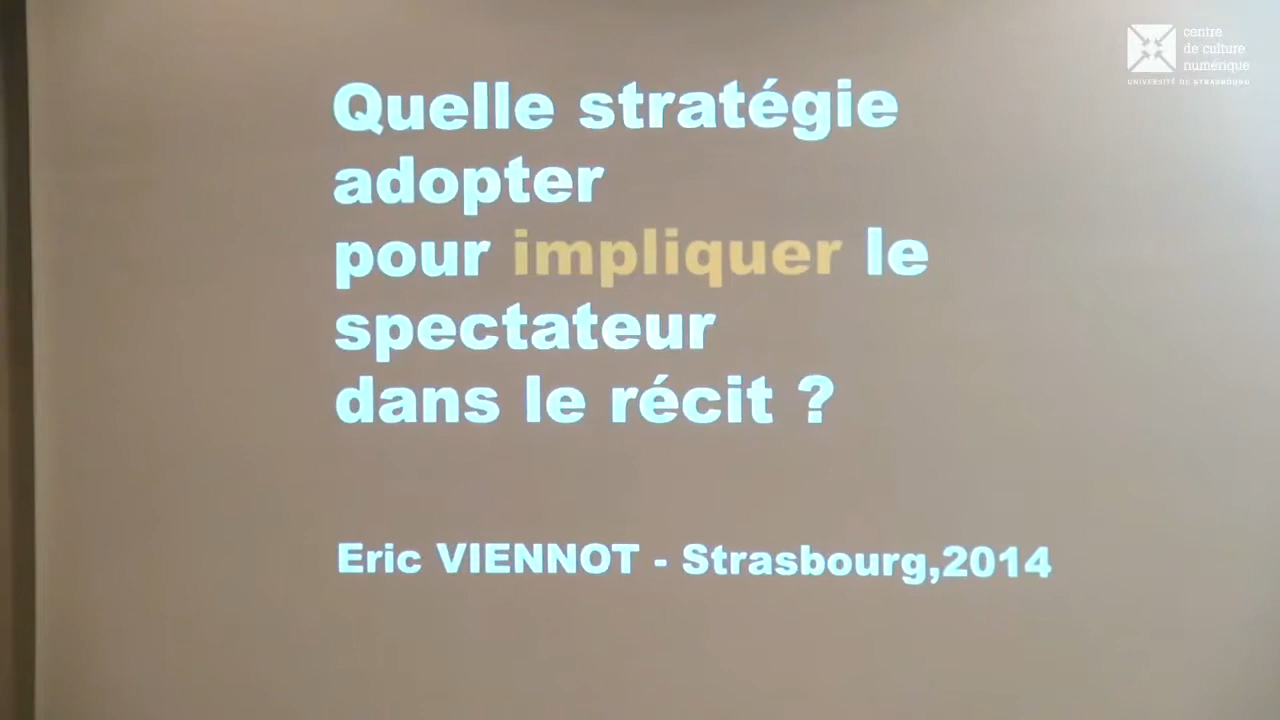 centre
de culture
numérique
UNIVERSITÉ DE STRASBOURG
Quelle stratégie
adopter
pour impliquer le
spectateur
dans le récit ?
Eric VIENNOT - Strasbourg,2014